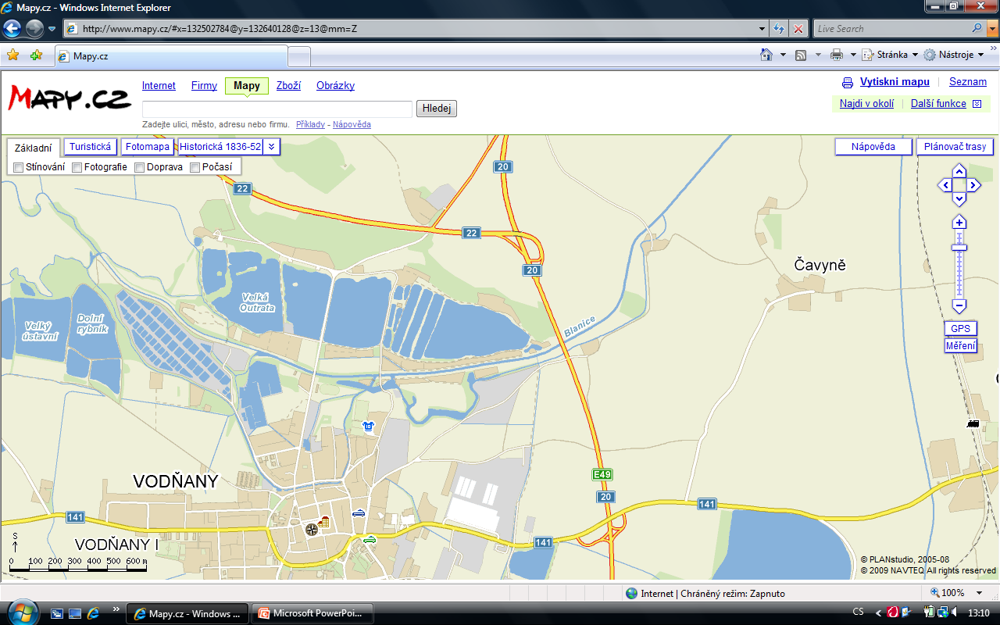 Mapy.cz - Windows Internet Explorer
http://www.mapy.cz/#x=132502784@y=132640128@z=13@mm=Z
Live Search
Mapy.cz
Stránka
Nástroje
MAPY.CZ
Internet Firmy Mapy Zboží Obrázky
Vytiskni mapu Seznam
Hledej
Najdi v okolí Další funkce
Zadejte ulici, město, adresu nebo firmu. Příklady - Nápověda
Základní Turistická Fotomapa Historická 1836-52
Nápověda Plánovač trasy
Stínování Fotografie Doprava Počasí
20
22
22
20
Čavyně
Velká
Outrata
Dolní
rybník
Velký
ústavní
Blanice
GPS
Měření
10
E49
VODŇANY
20
141
141
141
VODŇANY I
S
0 100 200 300 400 500 600 m
© PLANstudio, 2005-08
© 2009 NAVTEQ All rights reserved
Internet | Chráněný režim: Zapnuto
100%
Mapy.cz - Windows ...
Microsoft PowerPoi...
CS
13:10